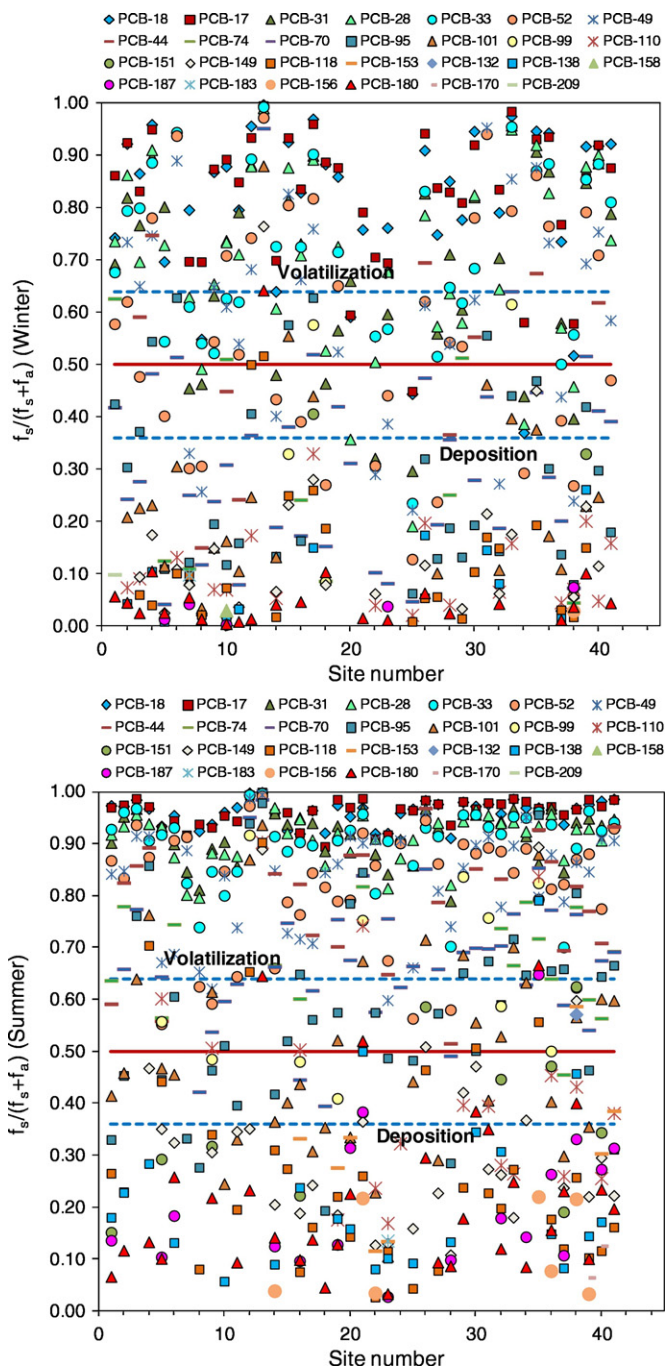 PCB-18 PCB-17 PCB-31 PCB-28 PCB-33 PCB-52 PCB-49
PCB-44 PCB-74 PCB-70 PCB-95 PCB-101 PCB-99 PCB-110
PCB-151 PCB-149 PCB-118 PCB-153 PCB-132 PCB-138 PCB-158
PCB-187 PCB-183 PCB-156 PCB-180 PCB-170 PCB-209
1.00
0.90
0.80
0.70
0.60
0.50
0.40
0.30
0.20
0.10
0.00
fs/(fs+fa) (Winter)
Volatilization
Deposition
0 10 20 30 40 50
Site number
PCB-18 PCB-17 PCB-31 PCB-28 PCB-33 PCB-52 PCB-49
PCB-44 PCB-74 PCB-70 PCB-95 PCB-101 PCB-99 PCB-110
PCB-151 PCB-149 PCB-118 PCB-153 PCB-132 PCB-138 PCB-158
PCB-187 PCB-183 PCB-156 PCB-180 PCB-170 PCB-209
1.00
0.90
0.80
0.70
0.60
0.50
0.40
0.30
0.20
0.10
0.00
fs/(fs+fa) (Summer)
Volatilization
Deposition
0 10 20 30 40 50
Site number